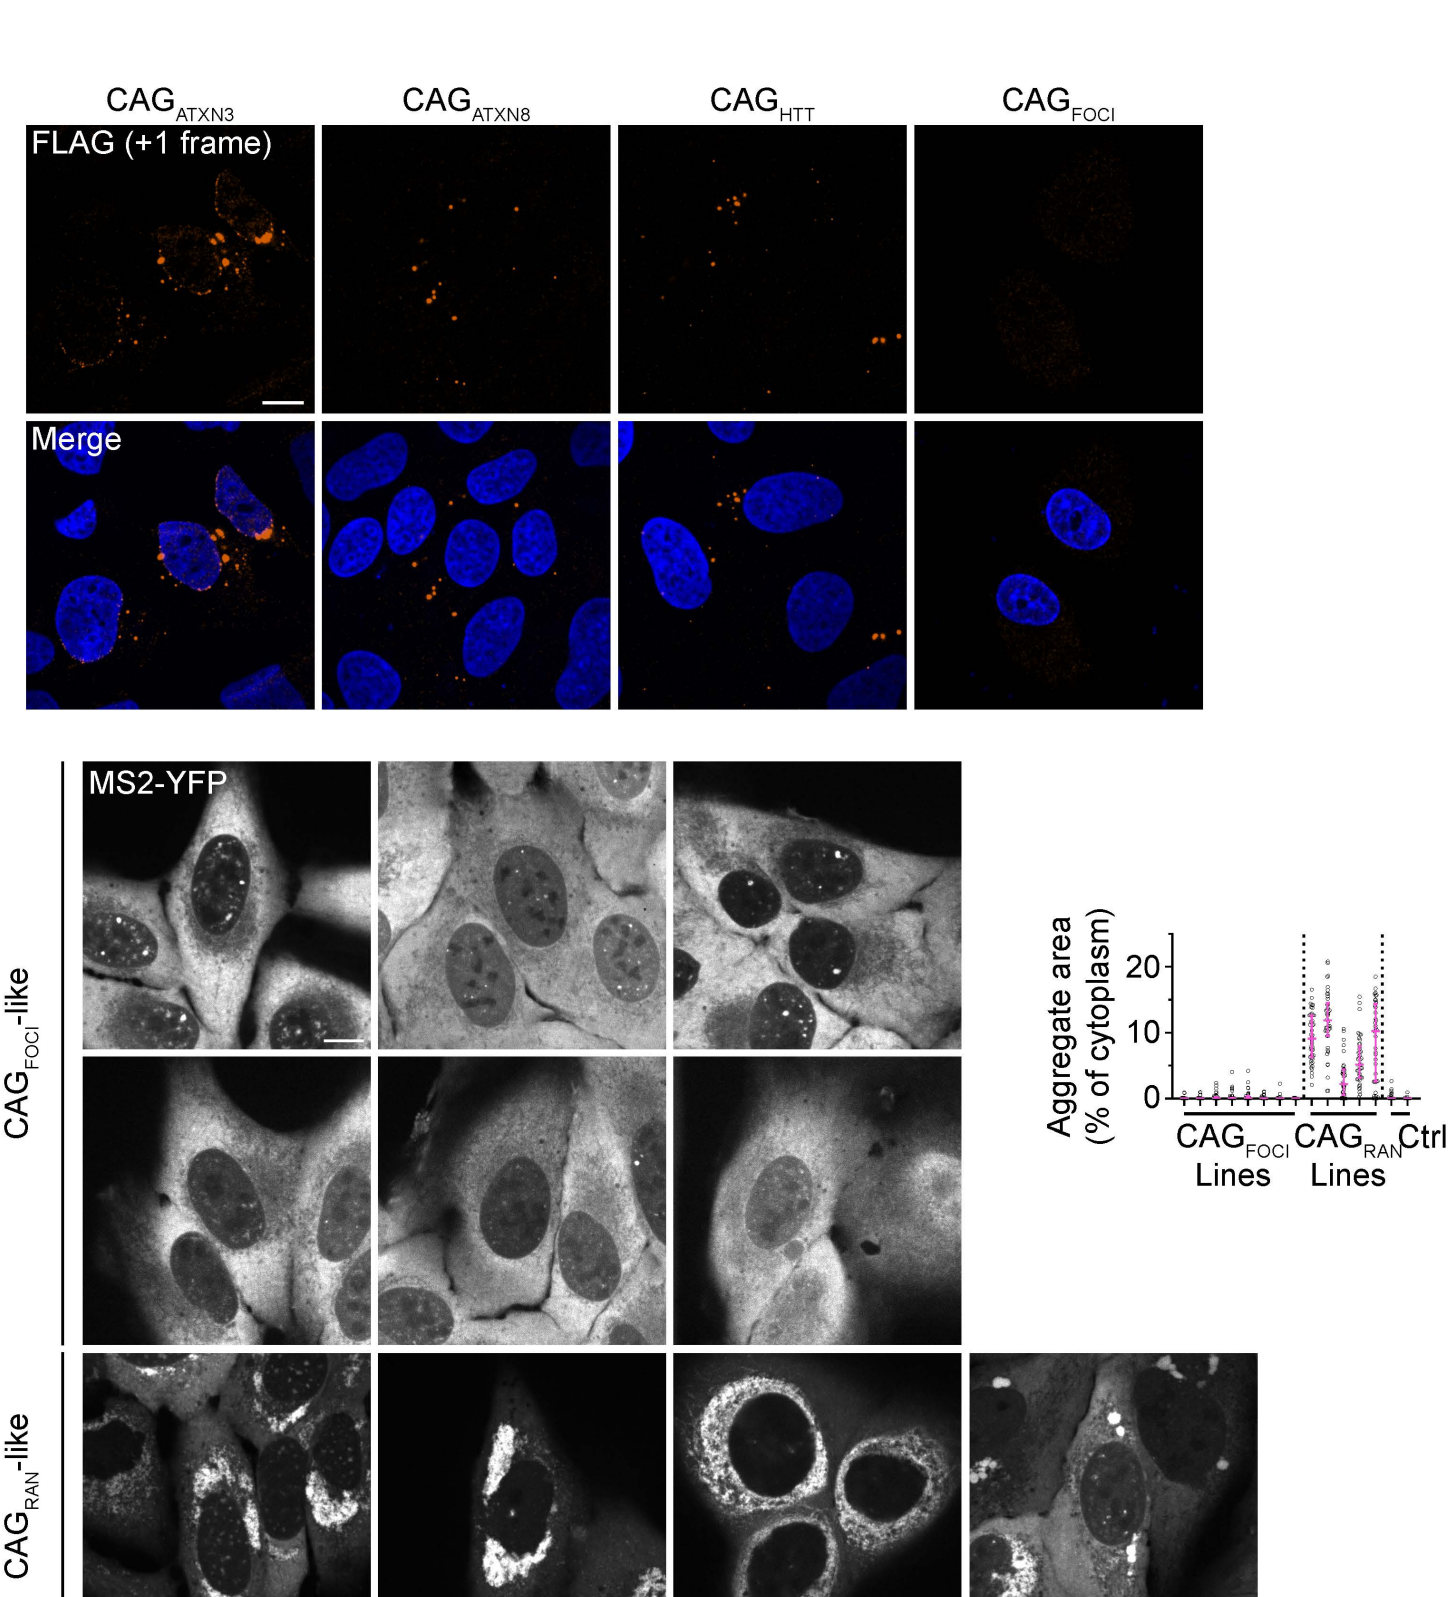 CAGATXN3 CAGATXN8 CAGHTT CAGFOCI
FLAG (+1 frame)
Merge
CAGFOCI-like
MS2-YFP
CAGRAN-like
Aggregate area
(% of cytoplasm)
20
10
0
CAGFOCI CAGRAN Ctrl
Lines Lines